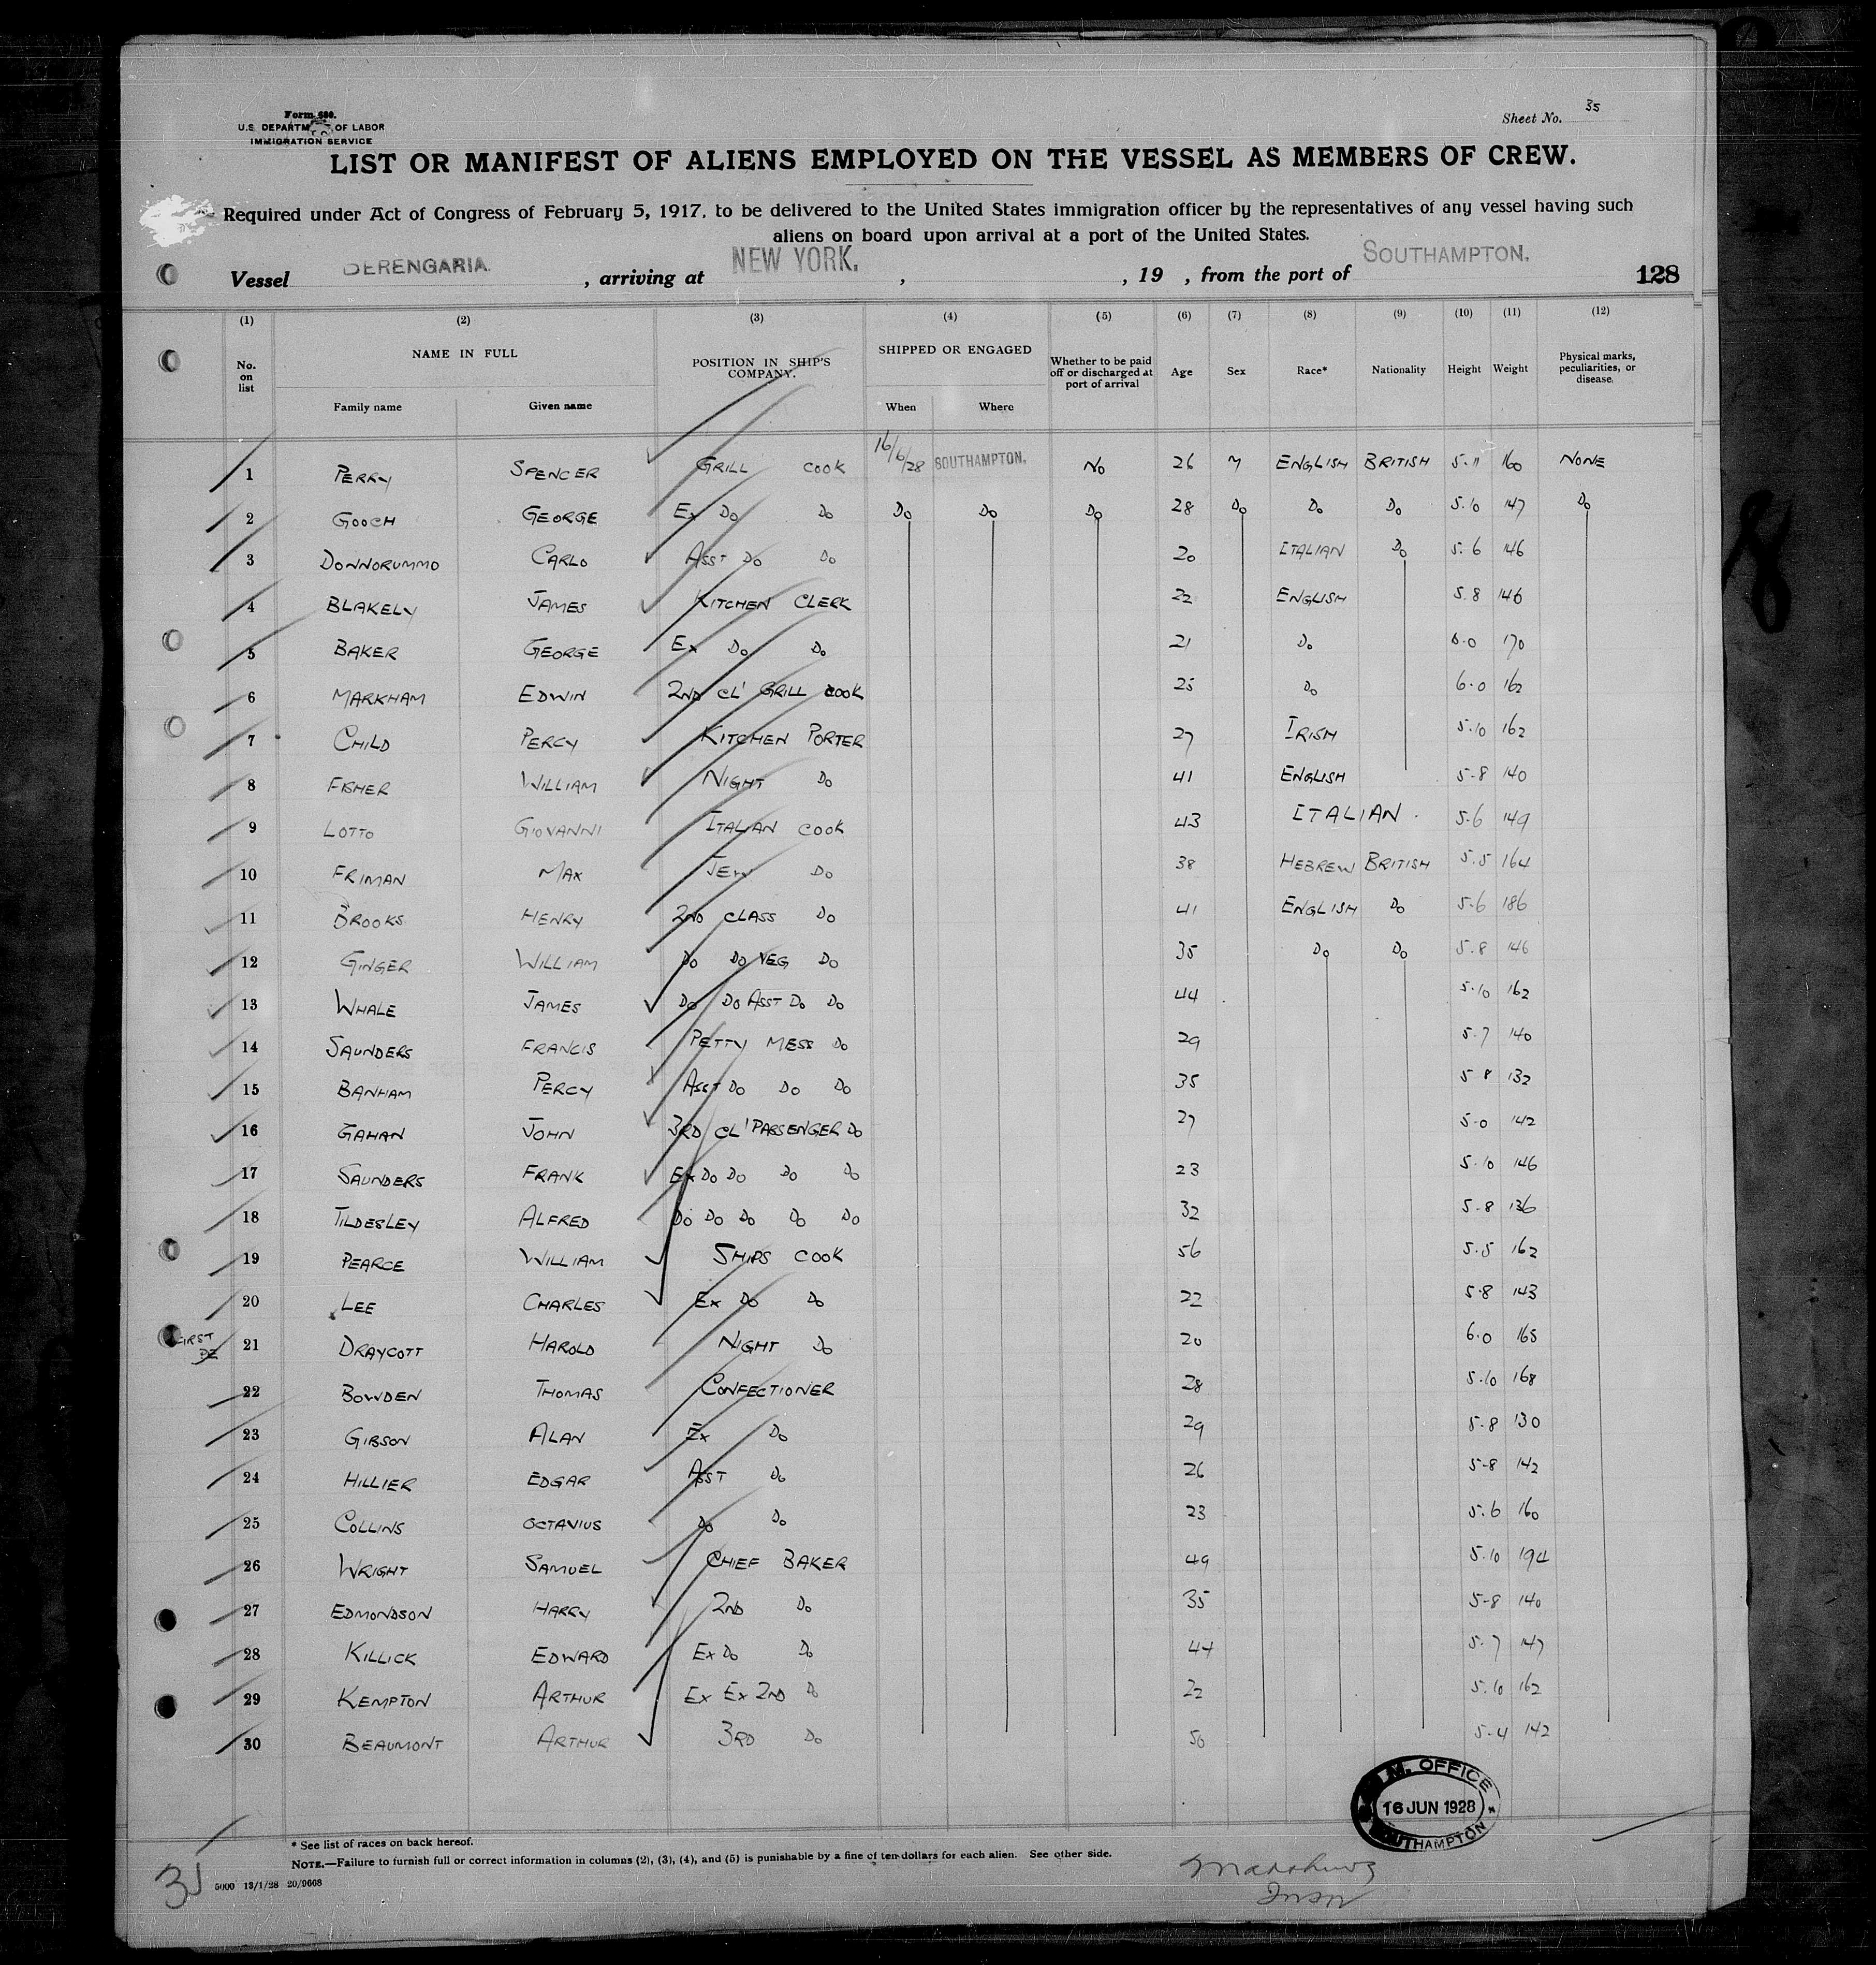 Form 680.
U.S. DEPARTM OF LABOR
IMMIGRATION SERVICE
Sheet No. 35
LIST OR MANIFEST OF ALIENS EMPLOYED ON THE VESSEL AS MEMBERS OF CREW.
Required under Act of Congress of February 5, 1917, to be delivered to the United States immigration officer by the representatives of any vessel having such
aliens on board upon arrival at a port of the United States.
Vessel BERENGARIA. , arriving at NEW YORK. , , 19 , from the port of SOUTHAMPTON. 128
(1) (2) (3) (4) (5) (6) (7) (8) (9) (10) (11) (12)
No. on list NAME IN FULL POSITION IN SHIP'S COMPANY. SHIPPED OR ENGAGED Whether to be paid off or discharged at port of arrival Age Sex Race* Nationality Height Weight Physical marks, peculiarities, or disease.
Family name Given name When Where
1 PERRY SPENCER GRILL COOK 16/6/28 SOUTHAMPTON. NO 26 M ENGLISH BRITISH 5.11 160 NONE
2 GOOCH GEORGE EX DO DO DO DO DO 28 DO DO DO 5.10 147 DO
3 DONNORUMMO CARLO ASST DO DO 20 ITALIAN DO 5.6 146
4 BLAKELY JAMES KITCHEN CLERK 22 ENGLISH 5.8 146
5 BAKER GEORGE EX DO DO 21 DO 6.0 170
6 MARKHAM EDWIN 2ND CL' GRILL COOK 25 DO 6.0 162
7 CHILD PERCY KITCHEN PORTER 27 IRISH 5.10 162
8 FISHER WILLIAM NIGHT DO 41 ENGLISH 5-8 140
9 LOTTO GIOVANNI ITALIAN COOK 43 ITALIAN . 5.6 149
10 FRIMAN MAX JEW DO 38 HEBREW BRITISH 5.5 164
11 BROOKS HENRY 2ND CLASS DO 41 ENGLISH DO 5.6 186
12 GINGER WILLIAM DO DO VEG DO 35 DO DO 5.8 146
13 WHALE JAMES DO DO ASST DO DO 44 5.10 162
14 SAUNDERS FRANCIS PETTY MESS DO 29 5.7 140
15 BANHAM PERCY ASST DO DO DO 35 5 8 132
16 GAHAN JOHN 3RD CL' PASSENGER DO 27 5.0 142
17 SAUNDERS FRANK EX DO DO DO DO 23 5.10 146
18 TILDESLEY ALFRED DO DO DO DO DO 32 5-8 136
19 PEARCE WILLIAM SHIPS COOK 56 5.5 162
20 LEE CHARLES EX DO DO 22 5.8 143
FIRST
21 DRAYCOTT HAROLD NIGHT DO 20 6.0 165
22 BOWDEN THOMAS CONFECTIONER 28 5.10 168
23 GIBSON ALAN EX DO 29 5-8 130
24 HILLIER EDGAR ASST DO 26 5-8 142
25 COLLINS OCTAVIUS DO DO 23 5.6 160
26 WRIGHT SAMUEL CHIEF BAKER 49 5.10 194
27 EDMONDSON HARRY 2ND DO 35 5-8 140
28 KILLICK EDWARD EX DO DO 44 5.7 147
29 KEMPTON ARTHUR EX EX 2ND DO 22 5.10 162
30 BEAUMONT ARTHUR 3RD DO 50 5-4 142
M. OFFICE
16 JUN 1928
SOUTHAMPTON
* See list of races on back hereof.
NOTE.—Failure to furnish full or correct information in columns (2), (3), (4), and (5) is punishable by a fine of ten dollars for each alien. See other side.
5000 13/1/28 20/9668
35
8